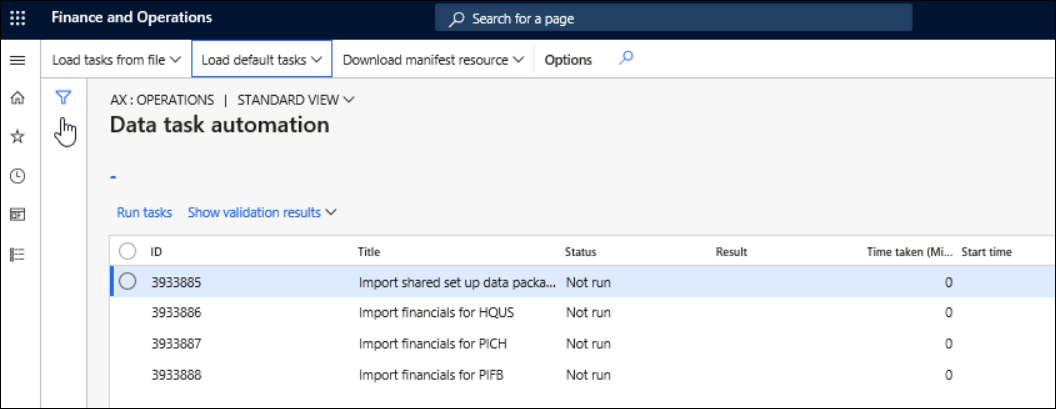 Finance and Operations Search for a page
Load tasks from file Load default tasks Download manifest resource Options
AX : OPERATIONS | STANDARD VIEW
Data task automation
Run tasks Show validation results
ID Title Status Result Time taken (Mi... Start time
3933885 Import shared set up data packa... Not run 0
3933886 Import financials for HQUS Not run 0
3933887 Import financials for PICH Not run 0
3933888 Import financials for PIFB Not run 0